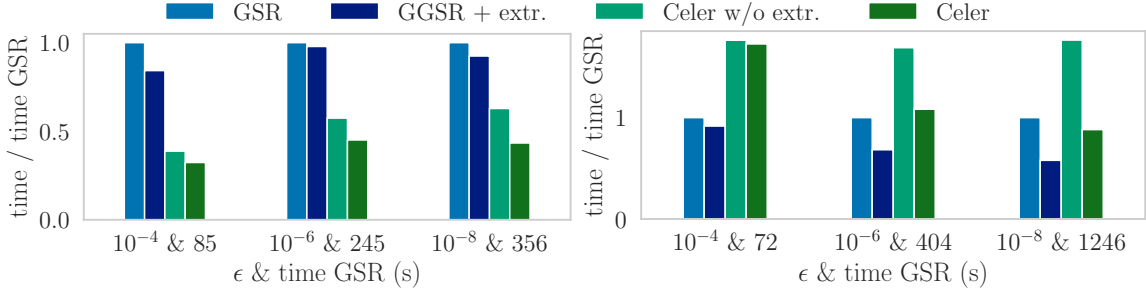 GSR GGSR + extr. Celer w/o extr. Celer
time / time GSR
1.0
0.5
0.0
10⁻⁴ & 85 10⁻⁶ & 245 10⁻⁸ & 356
ϵ & time GSR (s)
time / time GSR
1
0
10⁻⁴ & 72 10⁻⁶ & 404 10⁻⁸ & 1246
ϵ & time GSR (s)